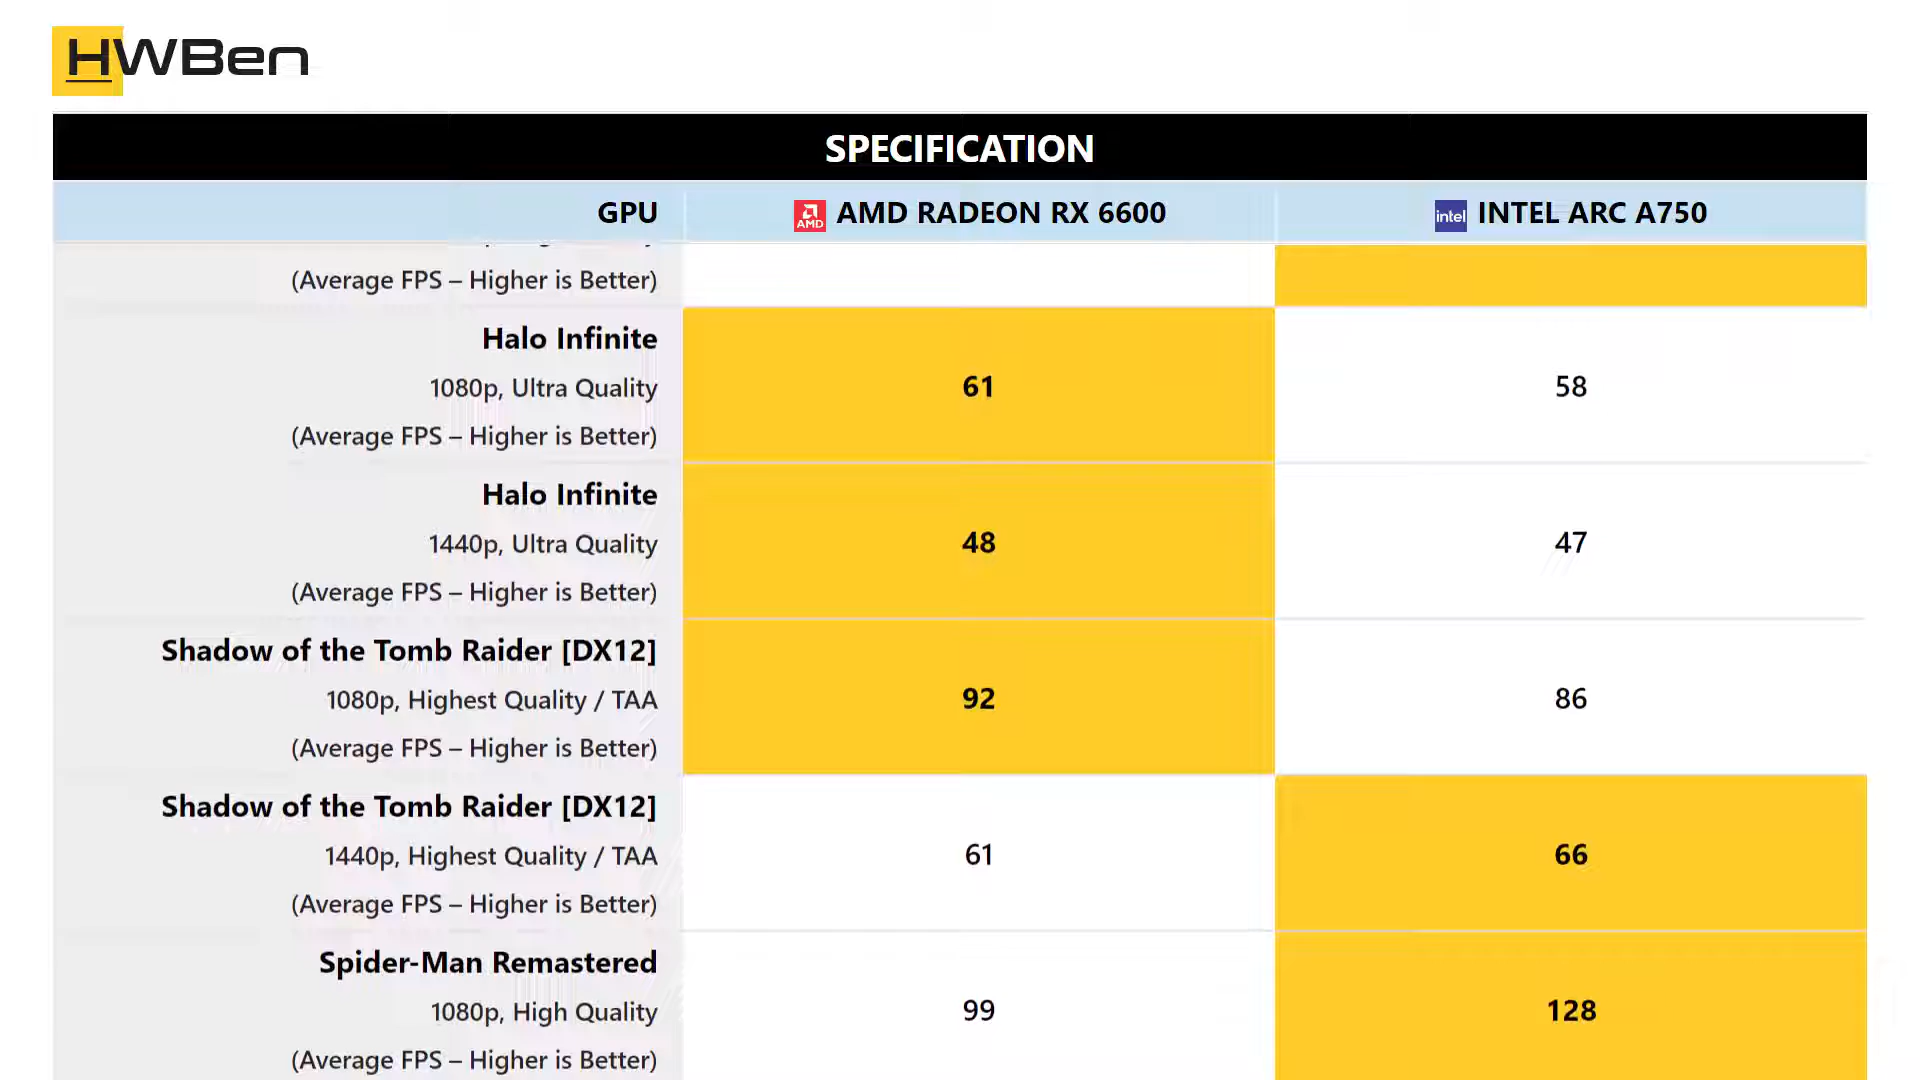 HWBen
SPECIFICATION
GPU AMD AMD RADEON RX 6600 intel INTEL ARC A750
(Average FPS – Higher is Better)
Halo Infinite
1080p, Ultra Quality 61 58
(Average FPS – Higher is Better)
Halo Infinite
1440p, Ultra Quality 48 47
(Average FPS – Higher is Better)
Shadow of the Tomb Raider [DX12]
1080p, Highest Quality / TAA 92 86
(Average FPS – Higher is Better)
Shadow of the Tomb Raider [DX12]
1440p, Highest Quality / TAA 61 66
(Average FPS – Higher is Better)
Spider-Man Remastered
1080p, High Quality 99 128
(Average FPS – Higher is Better)